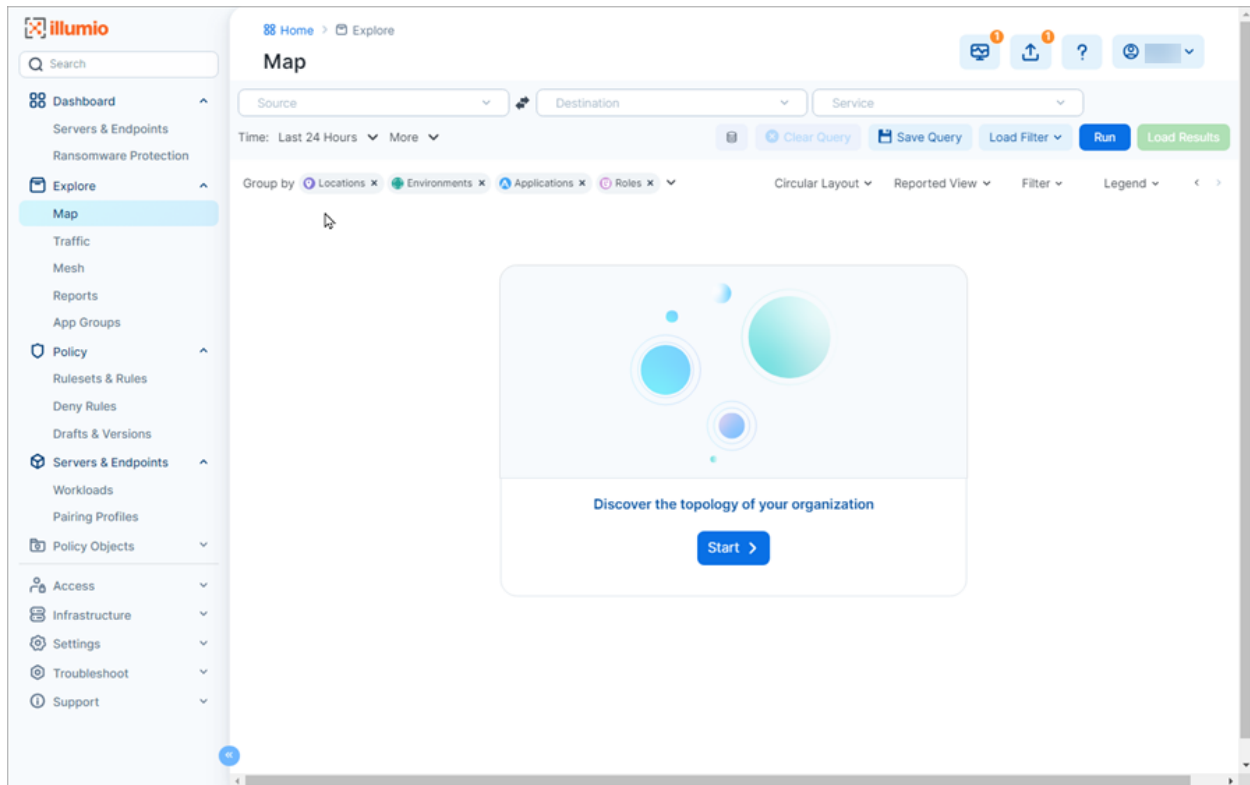 illumio
Search
Dashboard
Servers & Endpoints
Ransomware Protection
Explore
Map
Traffic
Mesh
Reports
App Groups
Policy
Rulesets & Rules
Deny Rules
Drafts & Versions
Servers & Endpoints
Workloads
Pairing Profiles
Policy Objects
Access
Infrastructure
Settings
Troubleshoot
Support
Home > Explore
Map
1 1 ?
Source Destination Service
Time: Last 24 Hours More Clear Query Save Query Load Filter Run Load Results
Group by Locations × Environments × Applications × Roles × Circular Layout Reported View Filter Legend < >
Discover the topology of your organization
Start >